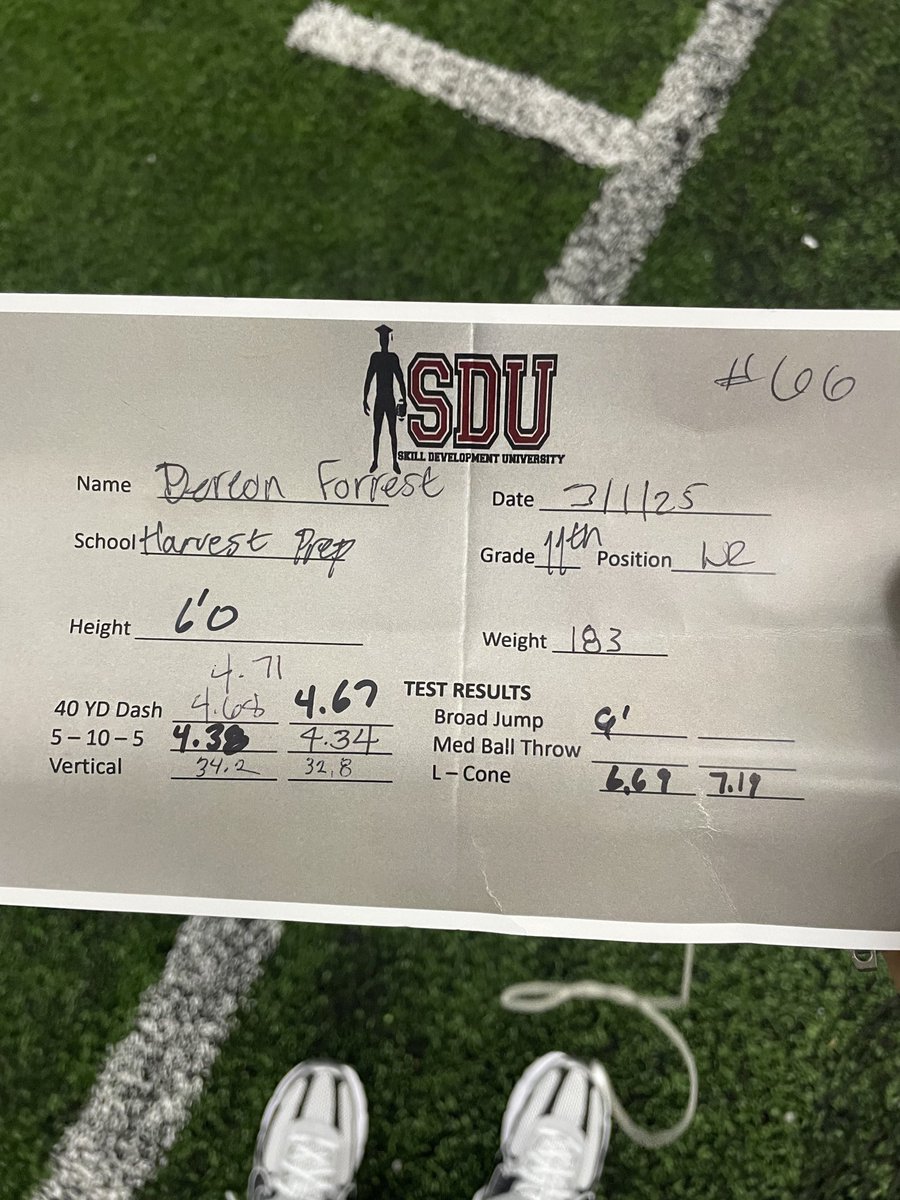 #66
SDU
SKILL DEVELOPMENT UNIVERSITY
Name Dereon Forrest
Date 3/1/25
School Harvest Prep
Grade 11th Position WR
Height 6'0
Weight 183
4.71
TEST RESULTS
40 YD Dash 4.68 4.67
Broad Jump 9'
5 – 10 – 5 4.38 4.34
Med Ball Throw
Vertical 34.2 32.8
L – Cone 6.69 7.19